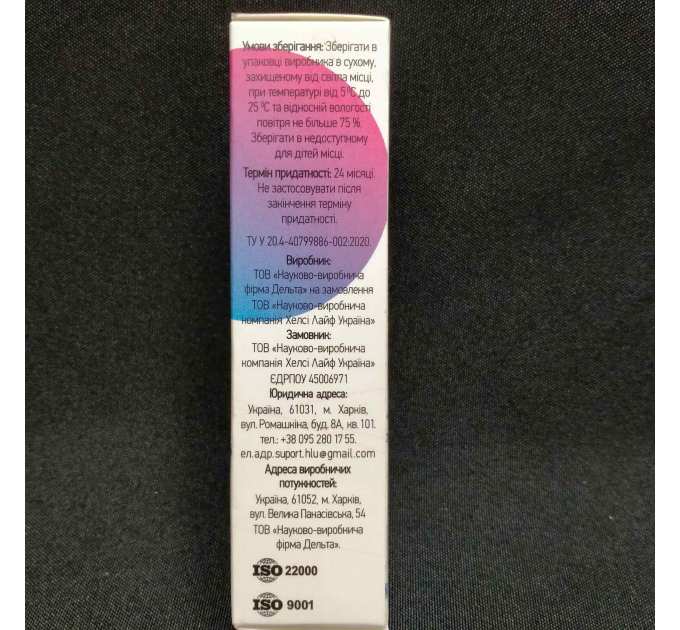 Умови зберігання: Зберігати в
упаковці виробника в сухому,
захищеному від світла місці,
при температурі від 5 °С до
25 °С та відносній вологості
повітря не більше 75 %.
Зберігати в недоступному
для дітей місці.
Термін придатності: 24 місяці.
Не застосовувати після
закінчення терміну
придатності.
ТУ У 20.4-40799886-002:2020.
Виробник:
ТОВ «Науково-виробнича
фірма Дельта» на замовлення
ТОВ «Науково-виробнича
компанія Хелсі Лайф Україна»
Замовник:
ТОВ «Науково-виробнича
компанія Хелсі Лайф Україна»
ЄДРПОУ 45006971
Юридична адреса:
Україна, 61031, м. Харків,
вул. Ромашкіна, буд. 8А, кв. 101.
тел.: +38 095 280 17 55.
ел.адр.suport.hlu@gmail.com
Адреса виробничих
потужностей:
Україна, 61052, м. Харків,
вул. Велика Панасівська, 54
ТОВ «Науково-виробнича
фірма Дельта».
ISO 22000
ISO 9001